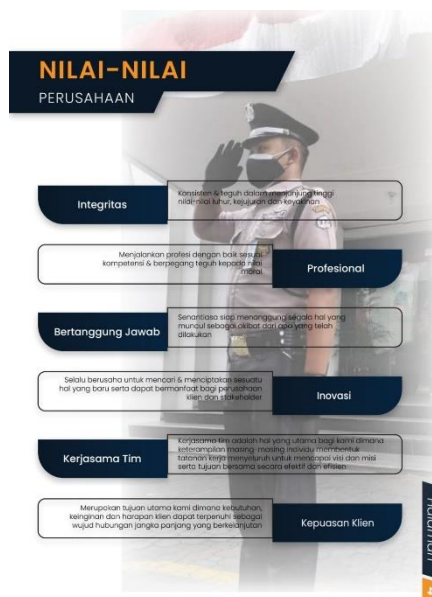 NILAI-NILAI
PERUSAHAAN
Integritas
Konsisten & teguh dalam menjunjung tinggi
nilai-nilai luhur, kejujuran dan keyakinan
Menjalankan profesi dengan baik sesuai
kompetensi & berpegang teguh kepada nilai
moral
Profesional
Bertanggung Jawab
Senantiasa siap menanggung segala hal yang
muncul sebagai akibat dari apa yang telah
dilakukan
Selalu berusaha untuk mencari & menciptakan sesuatu
hal yang baru serta dapat bermanfaat bagi perusahaan
klien dan stakeholder
Inovasi
Kerjasama Tim
Kerjasama tim adalah hal yang utama bagi kami dimana
keterampilan masing-masing individu membentuk
tatanan kerja menyeluruh untuk mencapai visi dan misi
serta tujuan bersama secara efektif dan efisien
Merupakan tujuan utama kami dimana kebutuhan,
keinginan dan harapan klien dapat terpenuhi sebagai
wujud hubungan jangka panjang yang berkelanjutan
Kepuasan Klien
Halaman